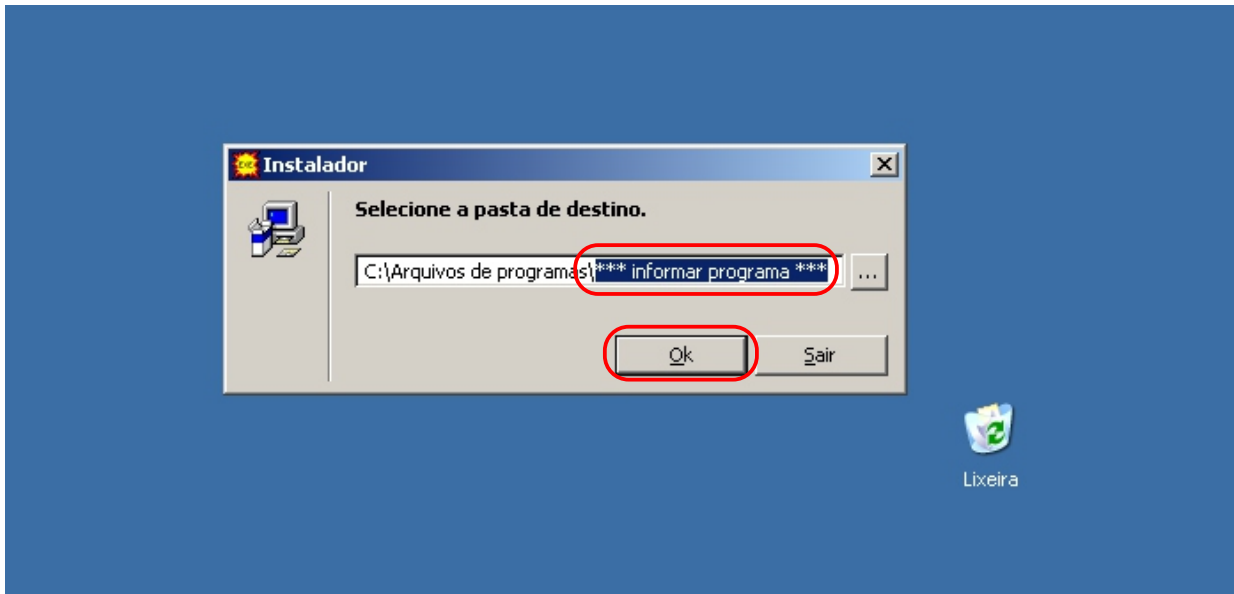 Instalador
Selecione a pasta de destino.
C:\Arquivos de programas\*** informar programa ***
...
Ok
Sair
Lixeira